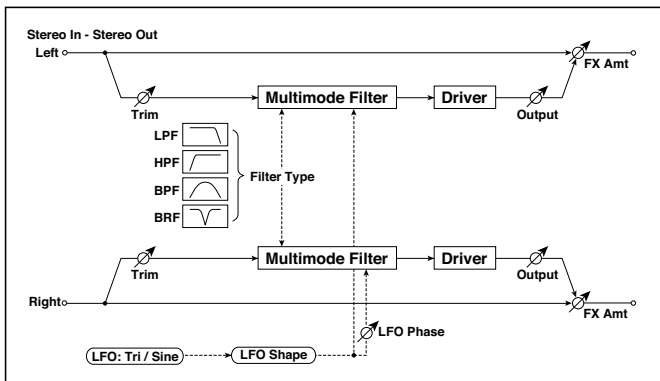 Stereo In - Stereo Out
Left
FX Amt
Trim
Multimode Filter
Driver
Output
LPF
HPF
BPF
BRF
Filter Type
Trim
Multimode Filter
Driver
Output
Right
FX Amt
LFO Phase
LFO: Tri / Sine
LFO Shape